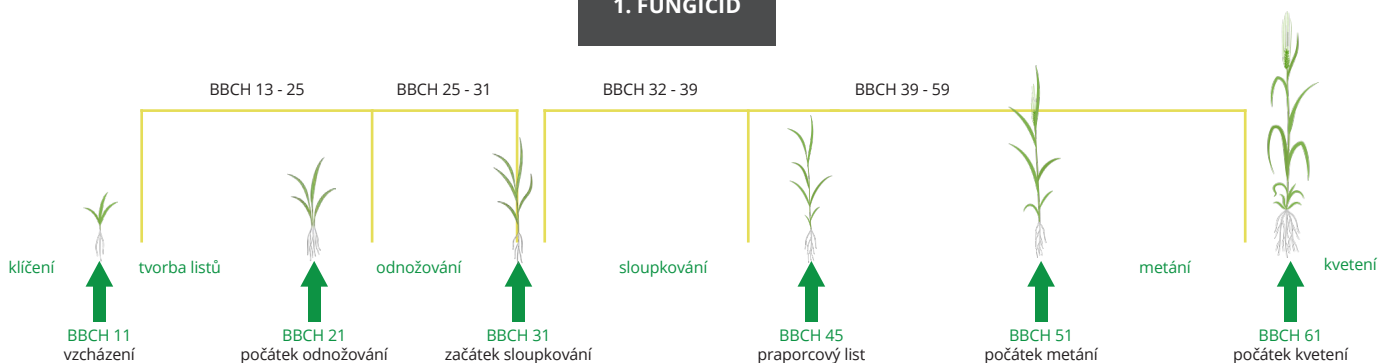 1. FUNGICID
BBCH 13 - 25
BBCH 25 - 31
BBCH 32 - 39
BBCH 39 - 59
klíčení
tvorba listů
odnožování
sloupkování
metání
kvetení
BBCH 11
vzcházení
BBCH 21
počátek odnožování
BBCH 31
začátek sloupkování
BBCH 45
praporcový list
BBCH 51
počátek metání
BBCH 61
počátek kvetení